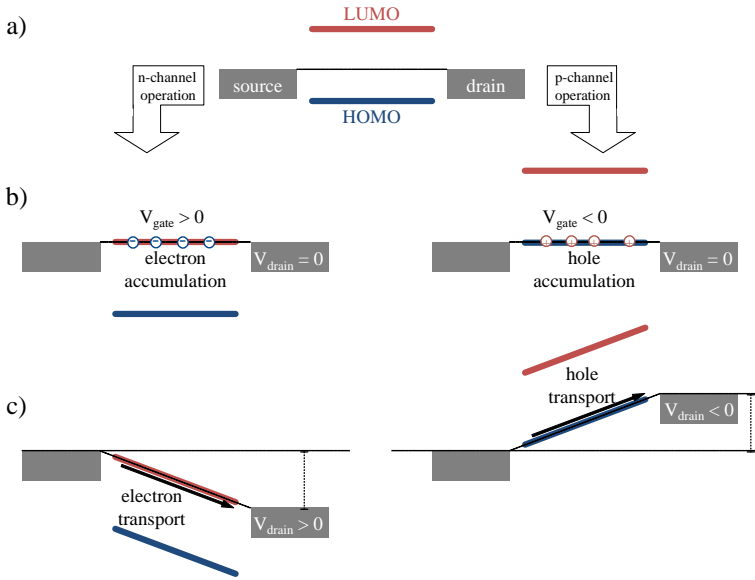 a)
LUMO
n-channel
operation
source
drain
p-channel
operation
HOMO
b)
V_gate > 0
electron
accumulation
V_drain = 0
V_gate < 0
hole
accumulation
V_drain = 0
c)
electron
transport
V_drain > 0
hole
transport
V_drain < 0